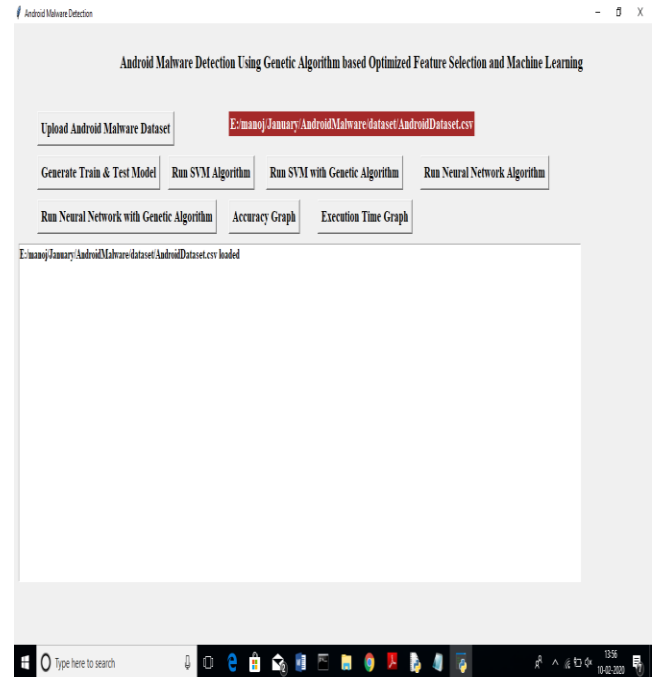 Android Malware Detection
Android Malware Detection Using Genetic Algorithm based Optimized Feature Selection and Machine Learning
Upload Android Malware Dataset
E:/manoj/January/AndroidMalware/dataset/AndroidDataset.csv
Generate Train & Test Model
Run SVM Algorithm
Run SVM with Genetic Algorithm
Run Neural Network Algorithm
Run Neural Network with Genetic Algorithm
Accuracy Graph
Execution Time Graph
E:/manoj/January/AndroidMalware/dataset/AndroidDataset.csv loaded
Type here to search
13:56
10-02-2020